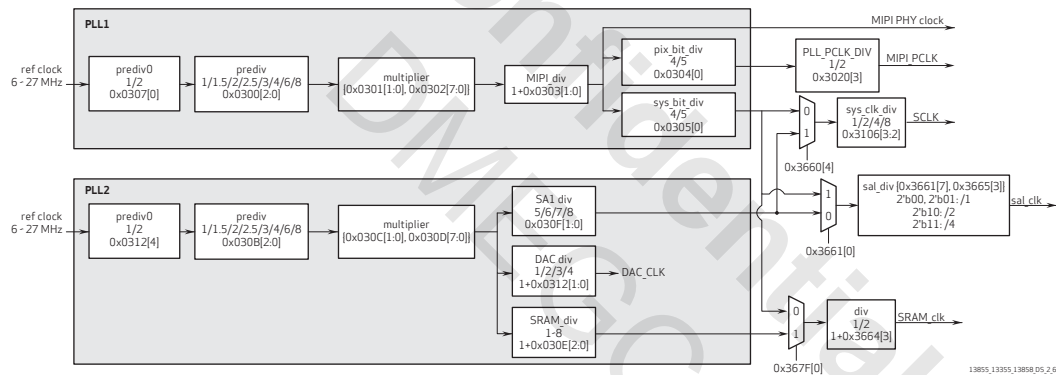 PLL1
MIPI PHY clock
ref clock
6 - 27 MHz
prediv0
1/2
0x0307[0]
prediv
1/1.5/2/2.5/3/4/6/8
0x0300[2:0]
multiplier
{0x0301[1:0], 0x0302[7:0]}
MIPI_div
1+0x0303[1:0]
pix_bit_div
4/5
0x0304[0]
PLL_PCLK_DIV
1/2
0x3020[3]
MIPI_PCLK
sys_bit_div
4/5
0x0305[0]
0
1
0x3660[4]
sys_clk_div
1/2/4/8
0x3106[3:2]
SCLK
PLL2
ref clock
6 - 27 MHz
prediv0
1/2
0x0312[4]
prediv
1/1.5/2/2.5/3/4/6/8
0x030B[2:0]
multiplier
{0x030C[1:0], 0x030D[7:0]}
SA1 div
5/6/7/8
0x030F[1:0]
1
0
0x3661[0]
sal_div {0x3661[7], 0x3665[3]}
2'b00, 2'b01: /1
2'b10: /2
2'b11: /4
sal_clk
DAC div
1/2/3/4
1+0x0312[1:0]
DAC_CLK
SRAM_div
1-8
1+0x030E[2:0]
0
1
0x367F[0]
div
1/2
1+0x3664[3]
SRAM_clk
13855_13355_13858_DS_2_6